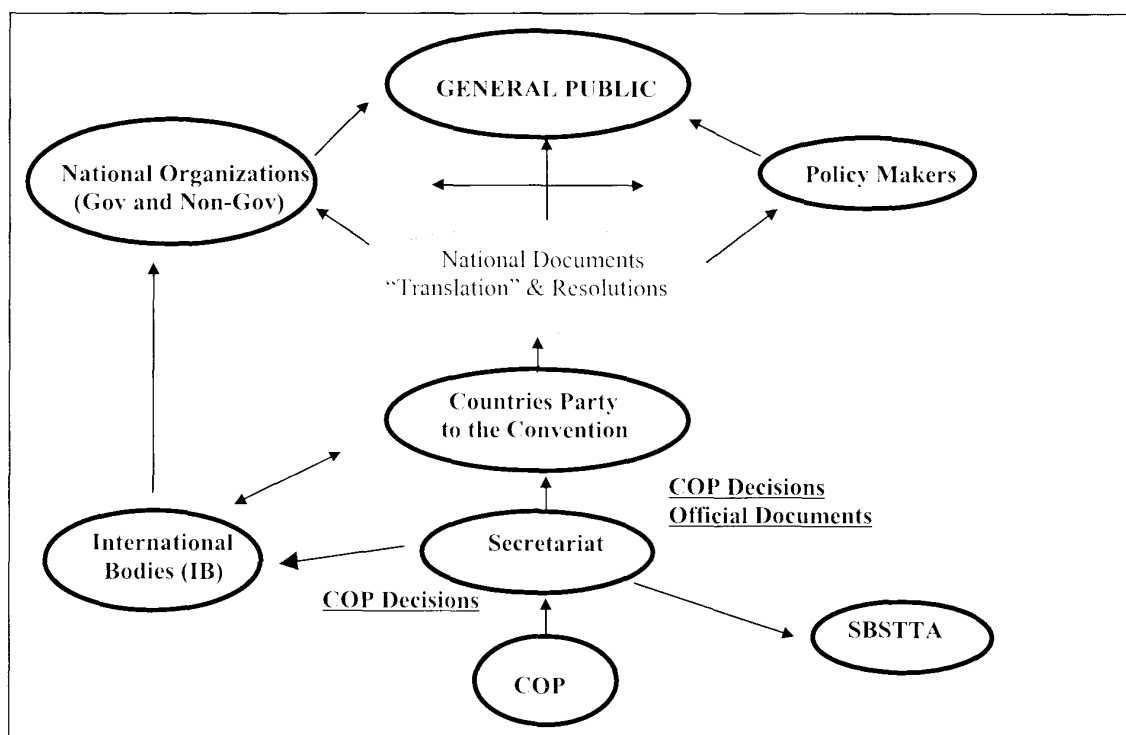 GENERAL PUBLIC
National Organizations
(Gov and Non-Gov)
Policy Makers
National Documents
“Translation” & Resolutions
Countries Party
to the Convention
COP Decisions
Official Documents
International
Bodies (IB)
Secretariat
COP Decisions
SBSTTA
COP